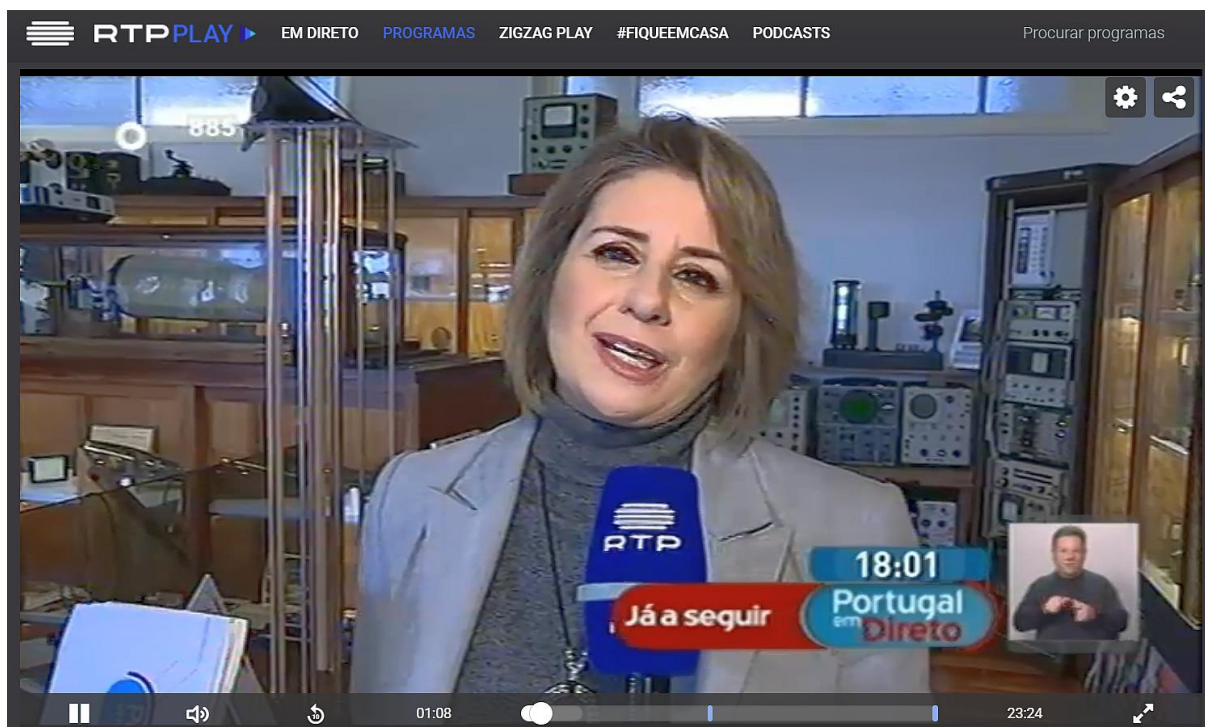 RTP PLAY EM DIRETO PROGRAMAS ZIGZAG PLAY #FIQUEEMCASA PODCASTS Procurar programas
885
RTP
18:01
Já a seguir
Portugal
em Direto
10
01:08
23:24